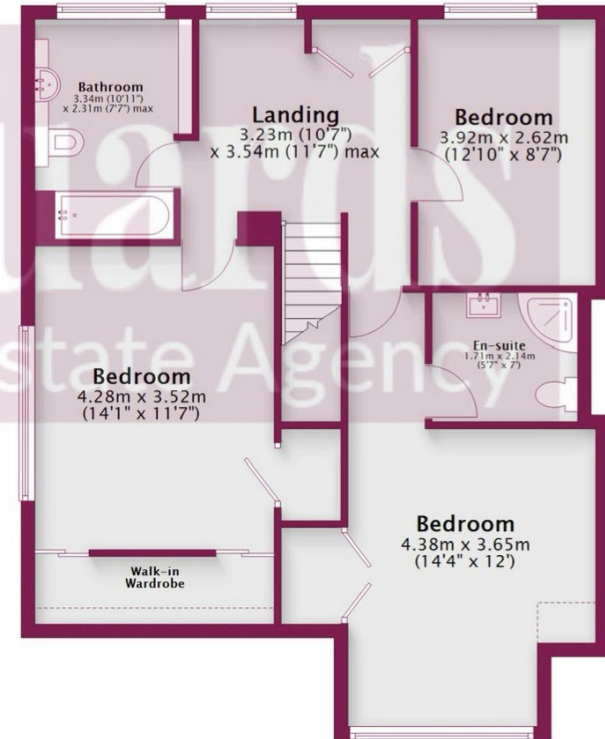 Bathroom
3.34m (10'11")
x 2.31m (7'7") max
Landing
3.23m (10'7")
x 3.54m (11'7") max
Bedroom
3.92m x 2.62m
(12'10" x 8'7")
uards
state Agency
En-suite
1.71m x 2.14m
(5'7" x 7')
Bedroom
4.28m x 3.52m
(14'1" x 11'7")
Bedroom
4.38m x 3.65m
(14'4" x 12')
Walk-in
Wardrobe